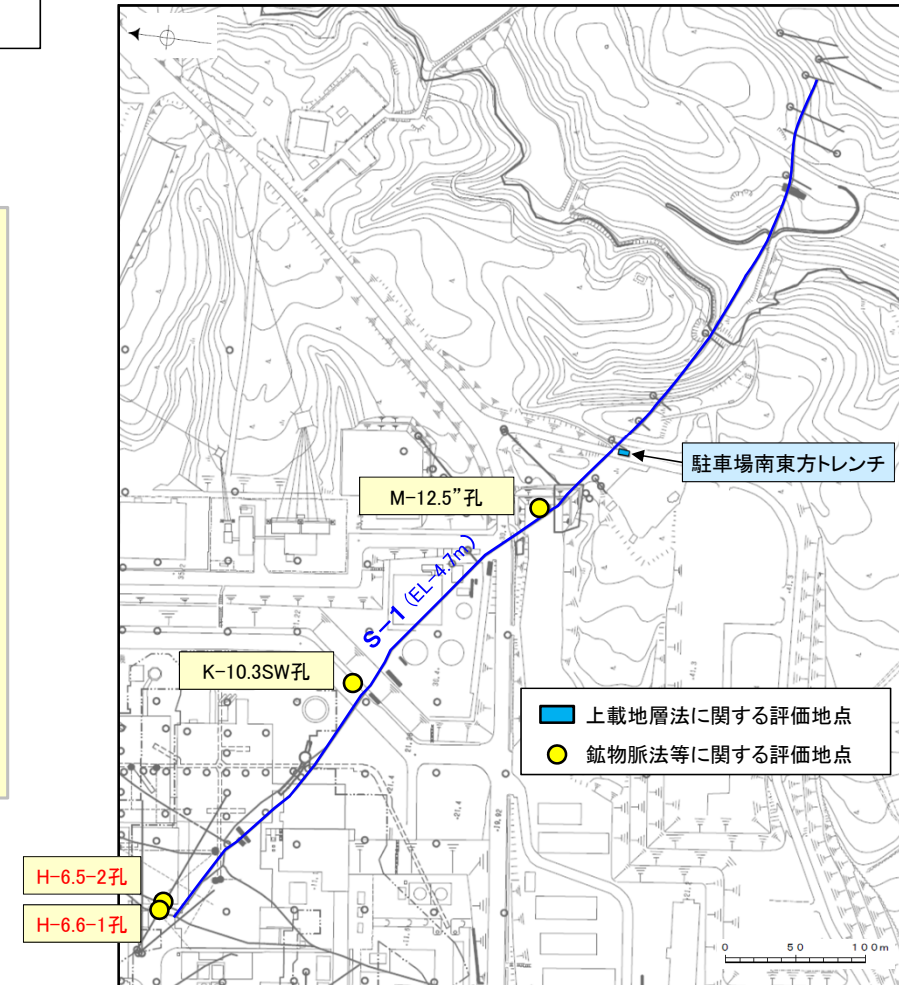 駐車場南東方トレンチ
M-12.5”孔
S-1 (EL-4.7m)
K-10.3SW孔
上載地層法に関する評価地点
鉱物脈法等に関する評価地点
H-6.5-2孔
H-6.6-1孔
0 50 100m